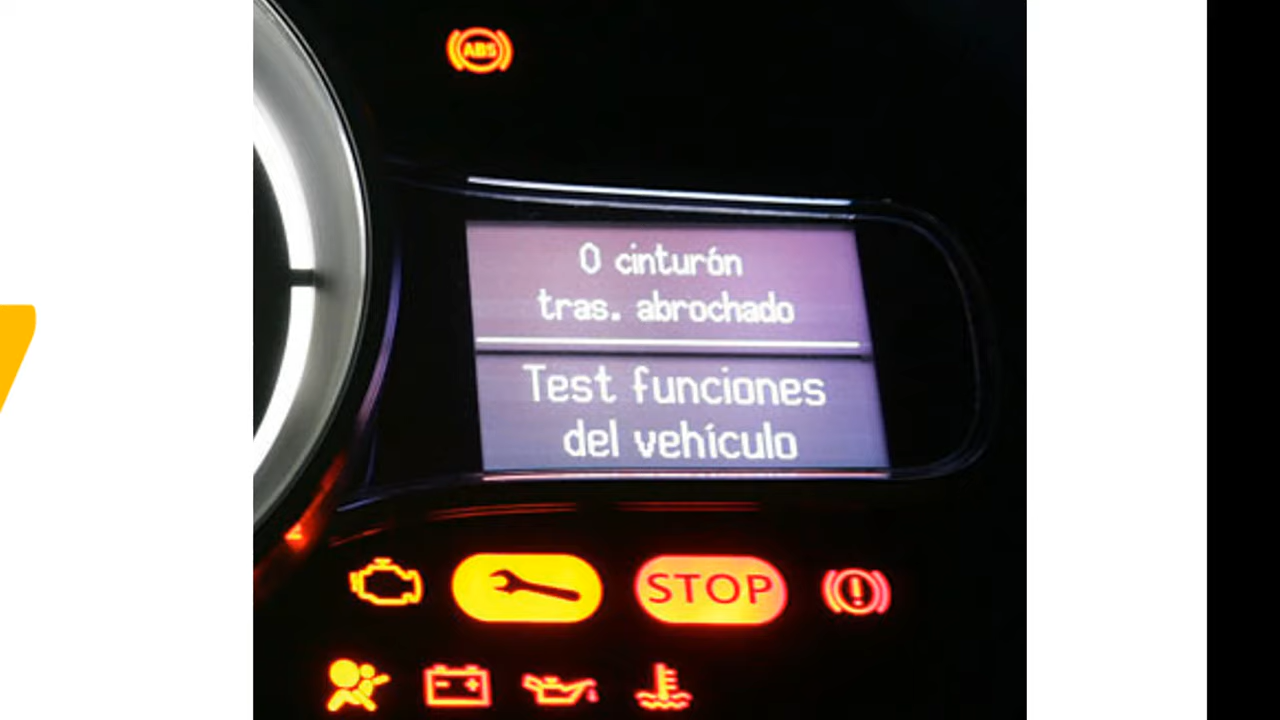 ABS
0 cinturón
tras. abrochado
Test funciones
del vehículo
STOP